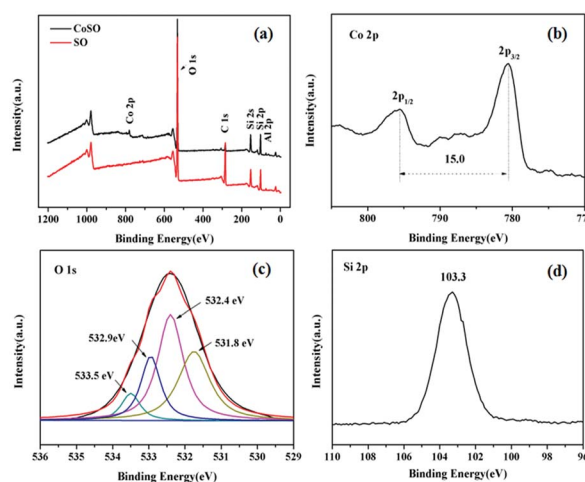 CoSO
SO
(a)
O 1s
Co 2p
C 1s
Si 2s
Si 2p
Al 2p
Intensity(a.u.)
1200 1000 800 600 400 200 0
Binding Energy(eV)
Co 2p
(b)
2p3/2
2p1/2
15.0
Intensity(a.u.)
800 790 780 770
Binding Energy(eV)
O 1s
(c)
532.4 eV
532.9eV
531.8 eV
533.5 eV
Intensity(a.u.)
536 535 534 533 532 531 530 529
Binding Energy(eV)
Si 2p
(d)
103.3
Intensity(a.u.)
110 108 106 104 102 100 98 96
Binding Energy(eV)